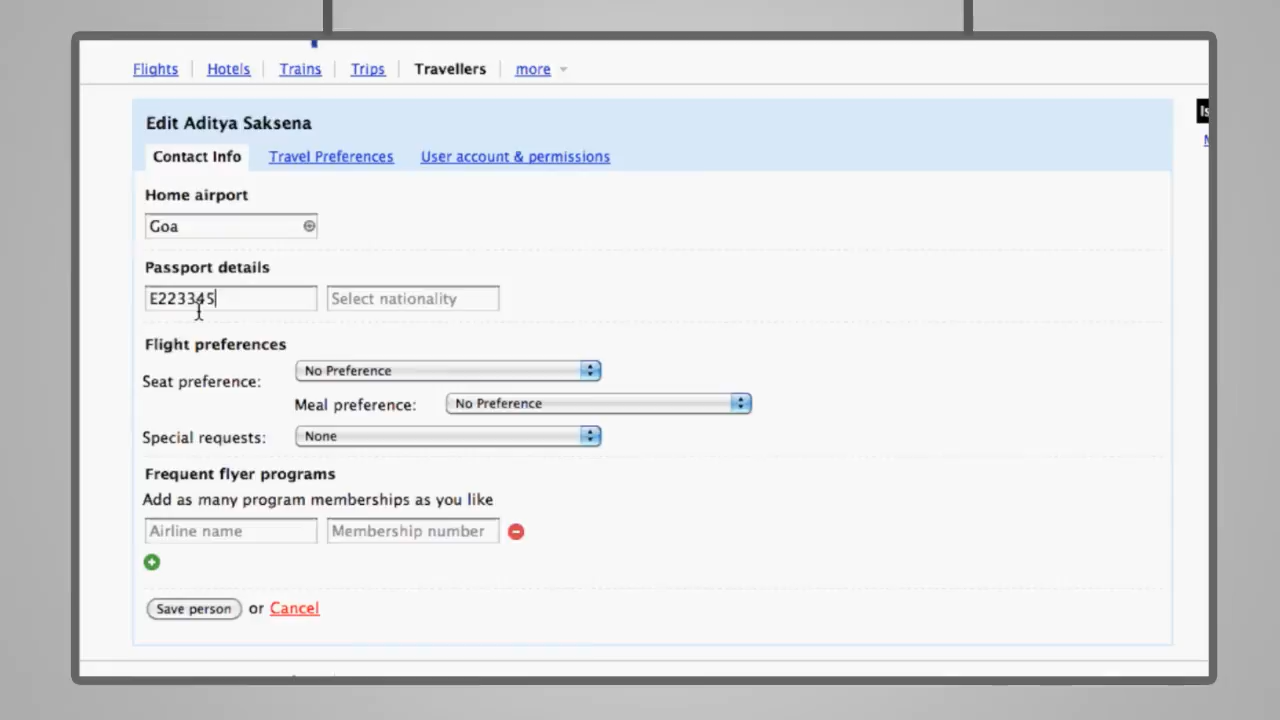 Flights Hotels Trains Trips Travellers more
Edit Aditya Saksena
Contact Info Travel Preferences User account & permissions
Home airport
Goa
Passport details
E223345 Select nationality
Flight preferences
Seat preference: No Preference
Meal preference: No Preference
Special requests: None
Frequent flyer programs
Add as many program memberships as you like
Airline name Membership number
Save person or Cancel